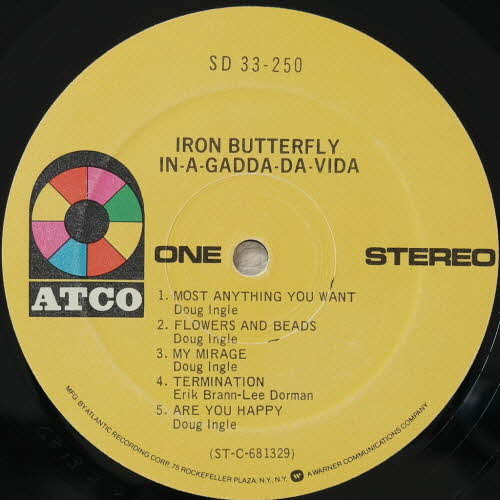 SD 33-250
IRON BUTTERFLY
IN-A-GADDA-DA-VIDA
ATCO
ONE
STEREO
1. MOST ANYTHING YOU WANT
Doug Ingle
2. FLOWERS AND BEADS
Doug Ingle
3. MY MIRAGE
Doug Ingle
4. TERMINATION
Erik Brann-Lee Dorman
5. ARE YOU HAPPY
Doug Ingle
(ST-C-681329)
MFG. BY ATLANTIC RECORDING CORP. 75 ROCKEFELLER PLAZA, N.Y. N.Y. A WARNER COMMUNICATIONS COMPANY